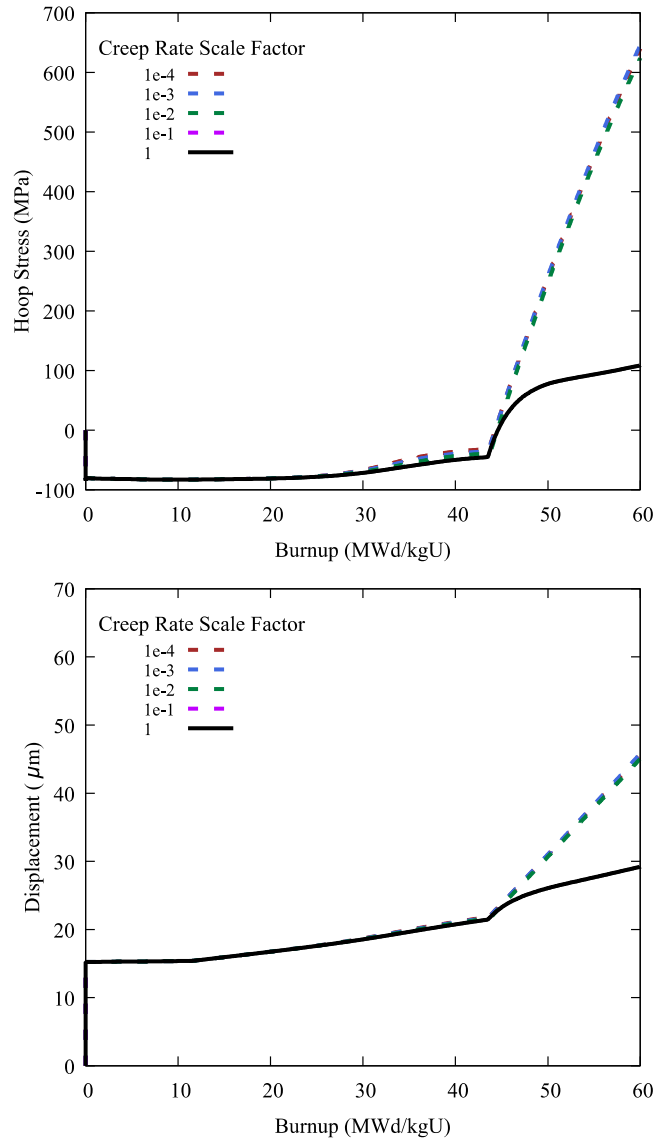 700
600
500
400
300
200
100
0
-100
Hoop Stress (MPa)
Creep Rate Scale Factor
1e-4
1e-3
1e-2
1e-1
1
0 10 20 30 40 50 60
Burnup (MWd/kgU)
70
60
50
40
30
20
10
0
Displacement ( μm)
Creep Rate Scale Factor
1e-4
1e-3
1e-2
1e-1
1
0 10 20 30 40 50 60
Burnup (MWd/kgU)